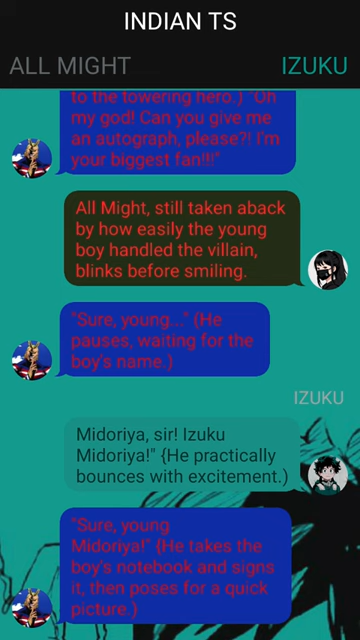 INDIAN TS
ALL MIGHT
IZUKU
to the towering hero.) "Oh
my god! Can you give me
an autograph, please?! I'm
your biggest fan!!!"
All Might, still taken aback
by how easily the young
boy handled the villain,
blinks before smiling.
"Sure, young..." (He
pauses, waiting for the
boy's name.)
IZUKU
Midoriya, sir! Izuku
Midoriya!" {He practically
bounces with excitement.)
"Sure, young
Midoriya!" {He takes the
boy's notebook and signs
it, then poses for a quick
picture.)